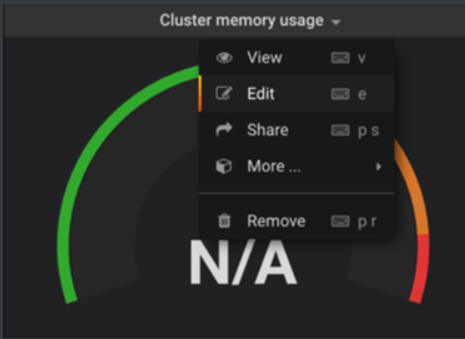 Cluster memory usage
View v
Edit e
Share p s
More ...
Remove p r
N/A